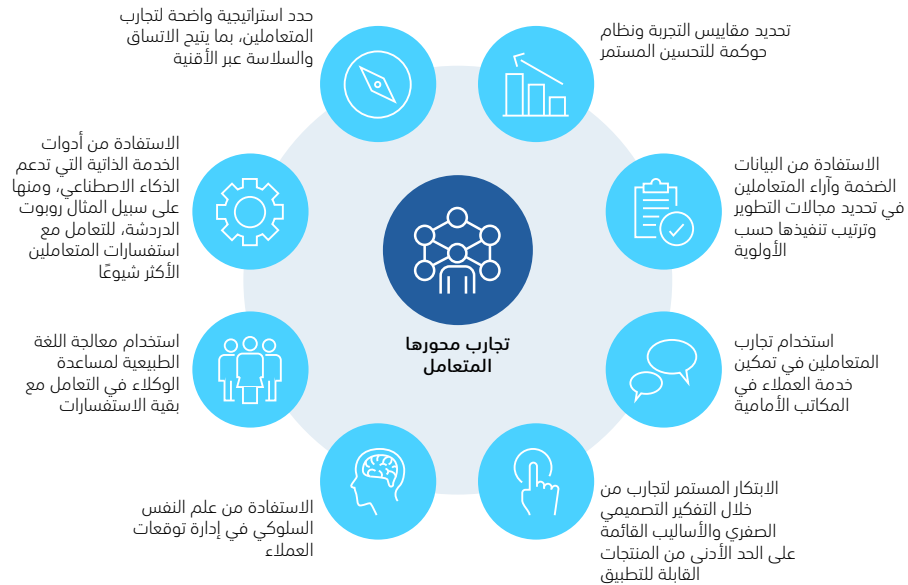 حدد استراتيجية واضحة لتجارب
المتعاملين، بما يتيح الاتساق
والسلاسة عبر الأقنية
تحديد مقاييس التجربة ونظام
حوكمة للتحسين المستمر
الاستفادة من البيانات
الضخمة وآراء المتعاملين
في تحديد مجالات التطوير
وترتيب تنفيذها حسب
الأولوية
استخدام تجارب
المتعاملين في تمكين
خدمة العملاء في
المكاتب الأمامية
الابتكار المستمر لتجارب من
خلال التفكير التصميمي
الصفري والأساليب القائمة
على الحد الأدنى من المنتجات
القابلة للتطبيق
الاستفادة من علم النفس
السلوكي في إدارة توقعات
العملاء
استخدام معالجة اللغة
الطبيعية لمساعدة
الوكلاء في التعامل مع
بقية الاستفسارات
الاستفادة من أدوات
الخدمة الذاتية التي تدعم
الذكاء الاصطناعي، ومنها
على سبيل المثال روبوت
الدردشة، للتعامل مع
استفسارات المتعاملين
الأكثر شيوعًا
تجارب محورها
المتعامل